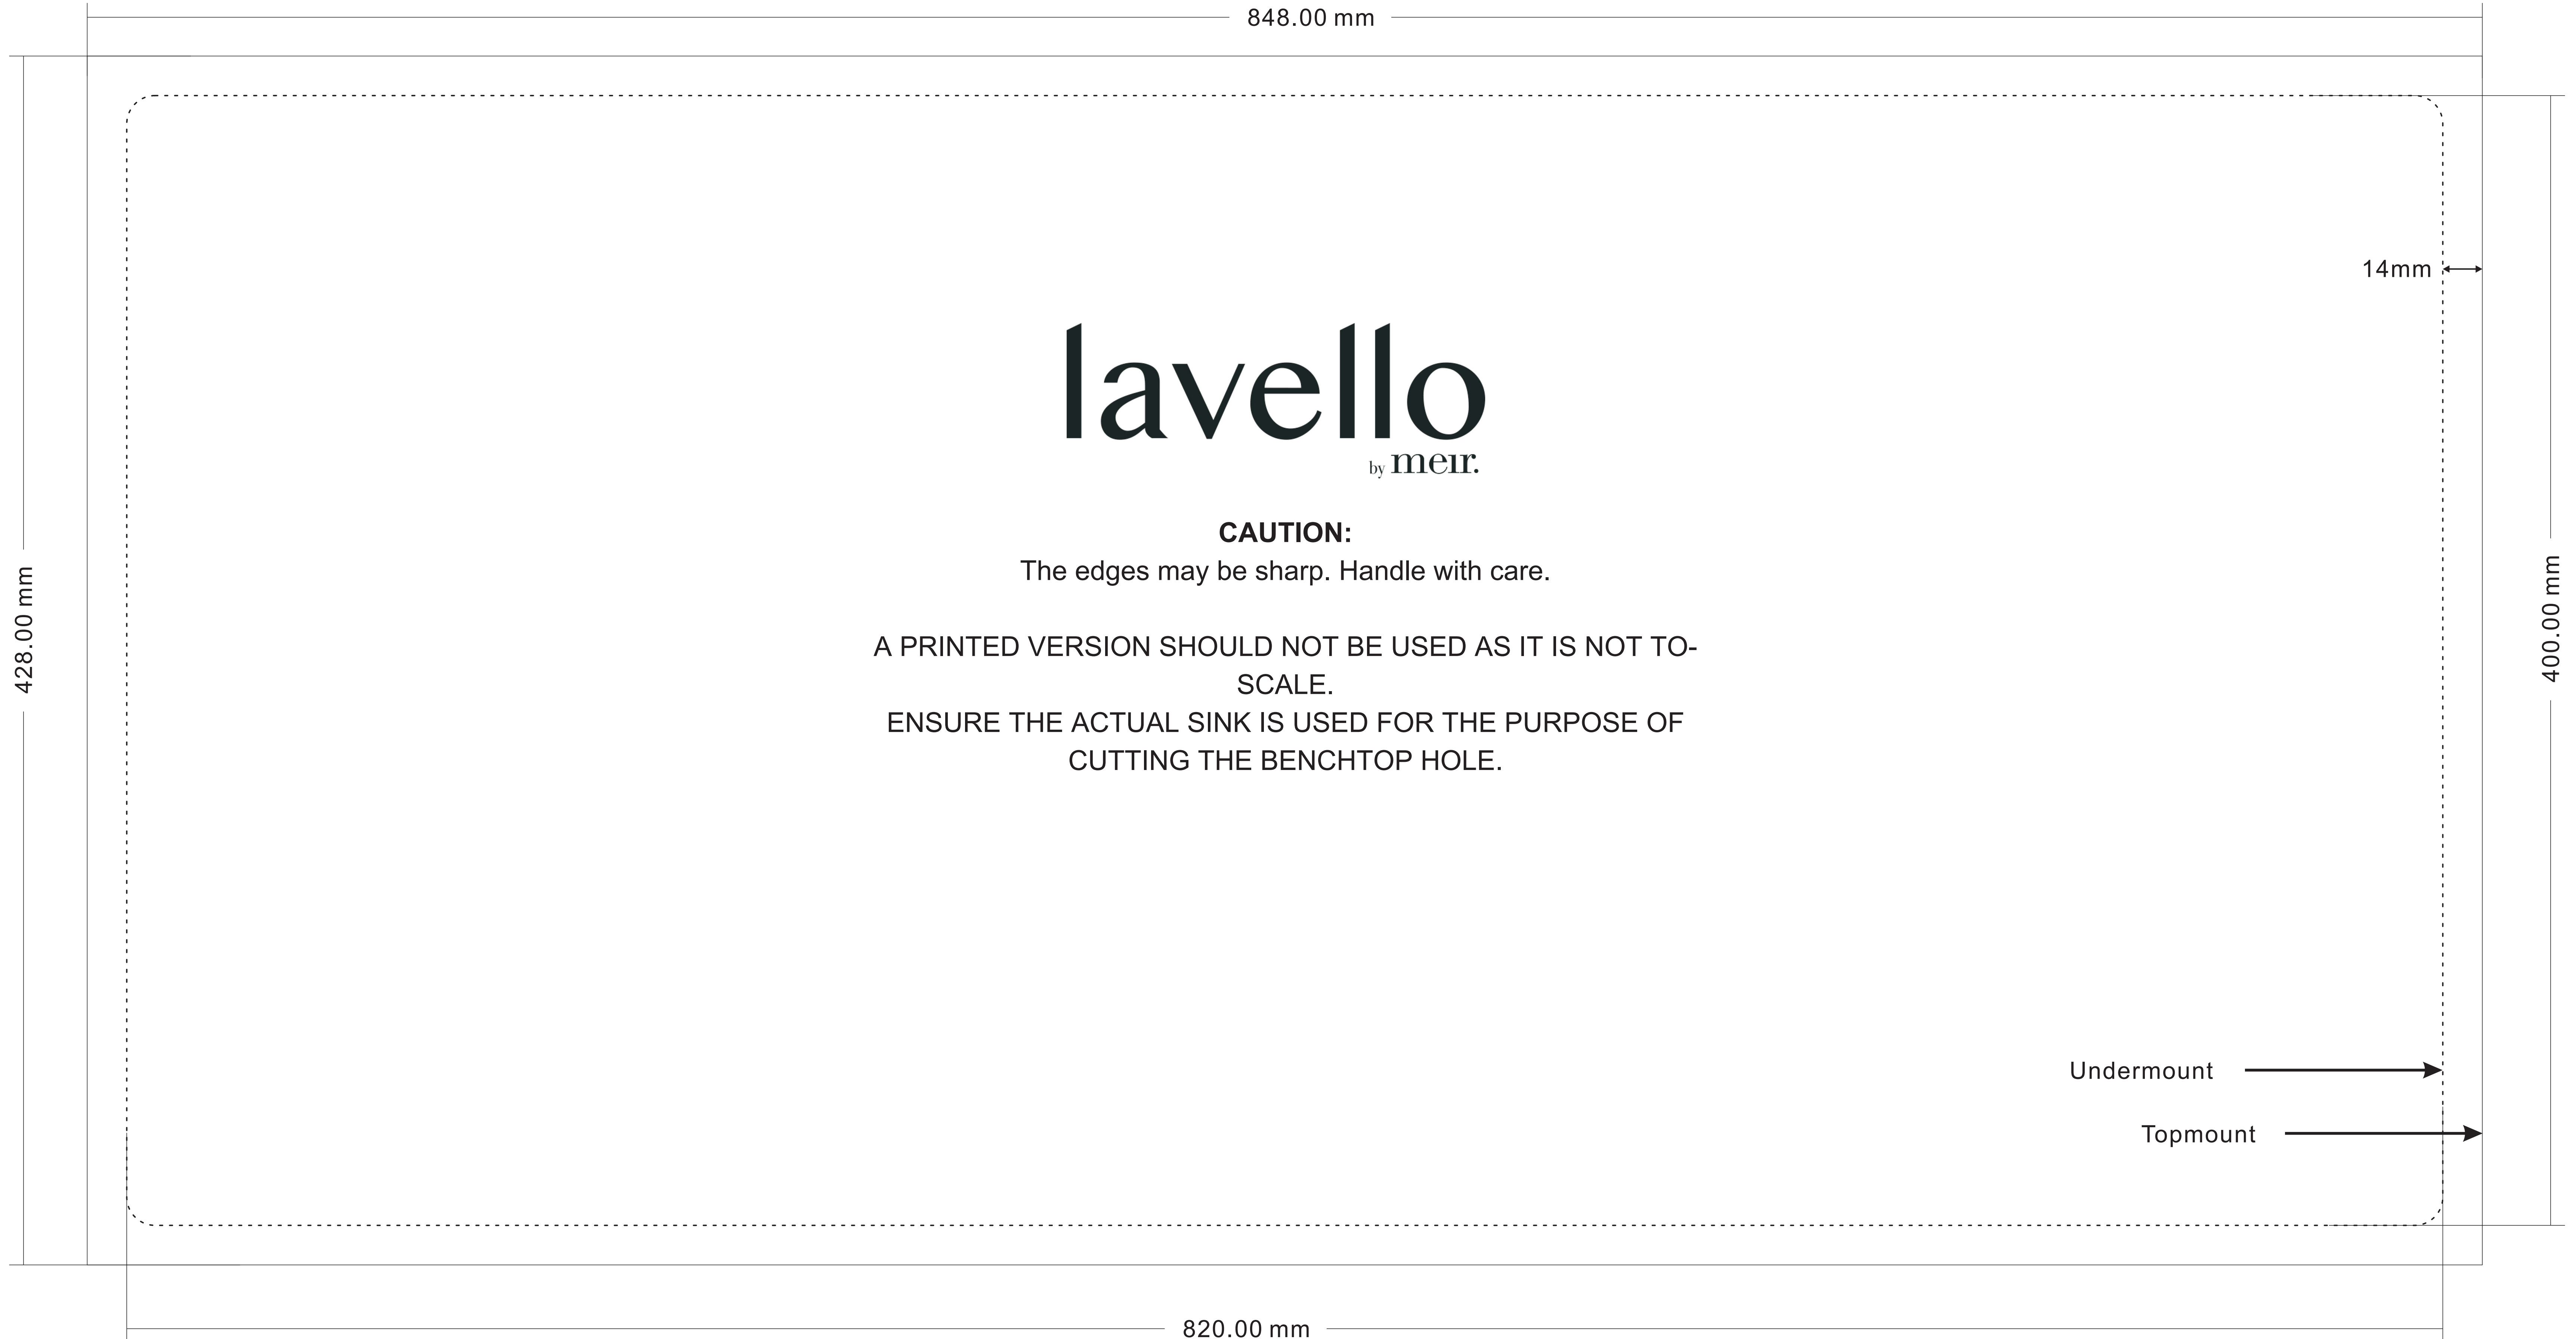 848.00 mm
14mm
lavello
by meır.
CAUTION:
The edges may be sharp. Handle with care.
428.00 mm
400.00 mm
A PRINTED VERSION SHOULD NOT BE USED AS IT IS NOT TO-
SCALE.
ENSURE THE ACTUAL SINK IS USED FOR THE PURPOSE OF
CUTTING THE BENCHTOP HOLE.
Undermount
Topmount
820.00 mm